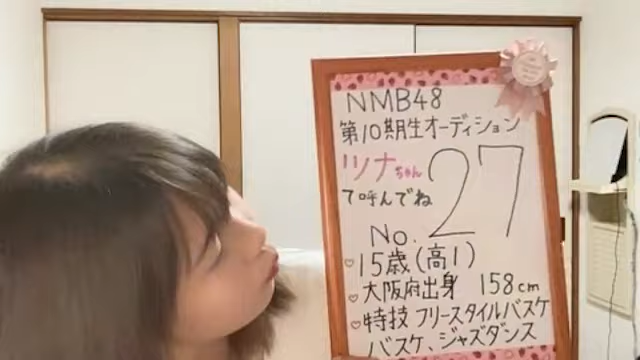 NMB48
第10期生オーディション
ツナちゃん
て呼んでね
No. 27
♡15歳(高1)
♡大阪府出身 158cm
♡特技 フリースタイルバスケ
バスケ、ジャズダンス